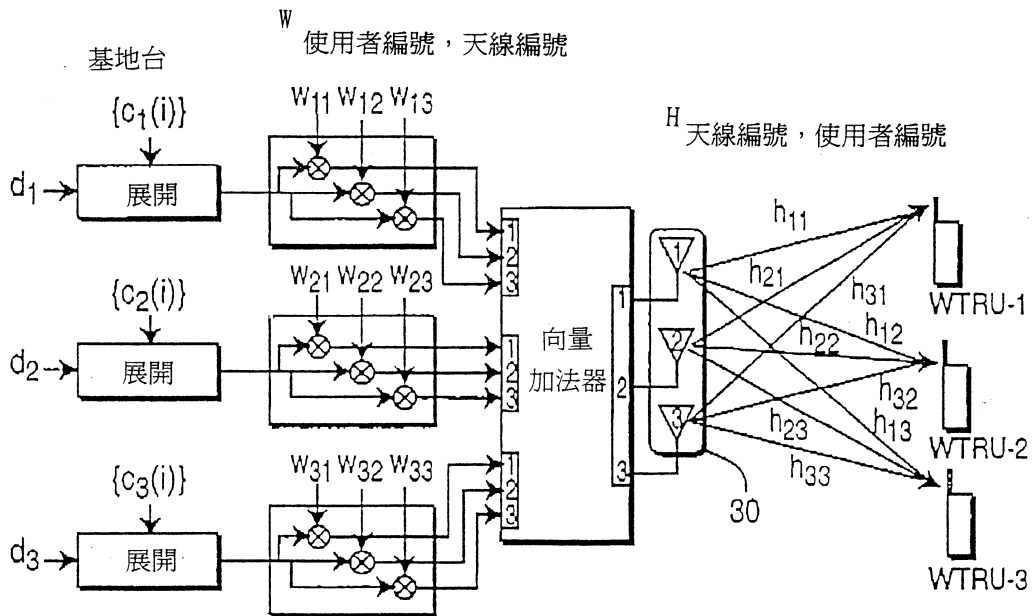 W 使用者編號,天線編號
基地台
{c1(i)}
w11 w12 w13
H 天線編號,使用者編號
d1
展開
1
2
3
h11
h21
h31
h12
h22
h32
h23
h13
h33
WTRU-1
{c2(i)}
w21 w22 w23
d2
展開
1
2
3
向量
加法器
1
2
3
1
2
3
30
WTRU-2
{c3(i)}
w31 w32 w33
d3
展開
1
2
3
WTRU-3